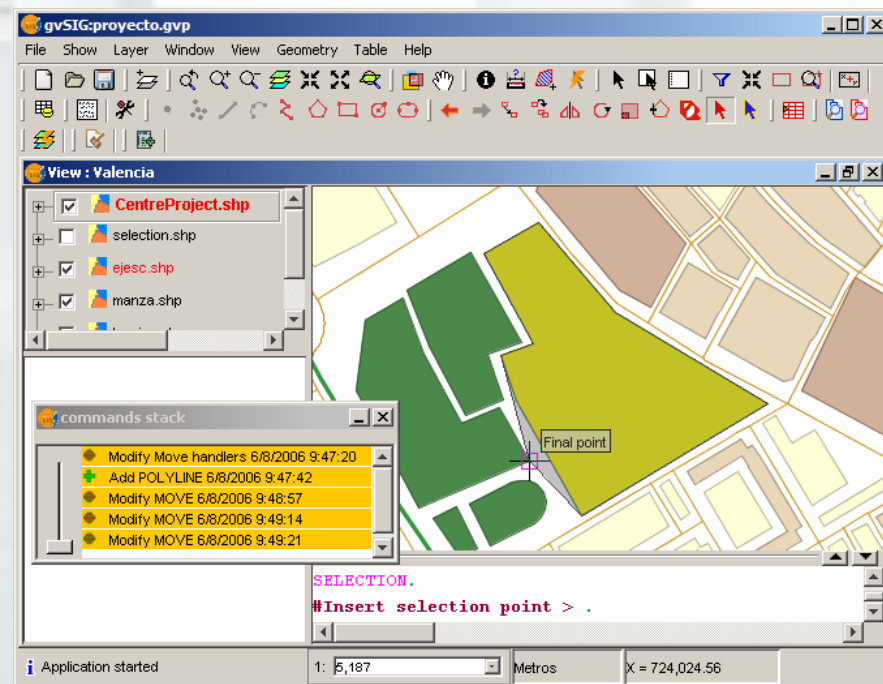 gvSIG:proyecto.gvp
File Show Layer Window View Geometry Table Help
View : Valencia
CentreProject.shp
selection.shp
ejesc.shp
manza.shp
commands stack
Modify Move handlers 6/8/2006 9:47:20
Add POLYLINE 6/8/2006 9:47:42
Modify MOVE 6/8/2006 9:48:57
Modify MOVE 6/8/2006 9:49:14
Modify MOVE 6/8/2006 9:49:21
Final point
SELECTION.
#Insert selection point > .
Application started 1: 5,187 Metros X = 724,024.56